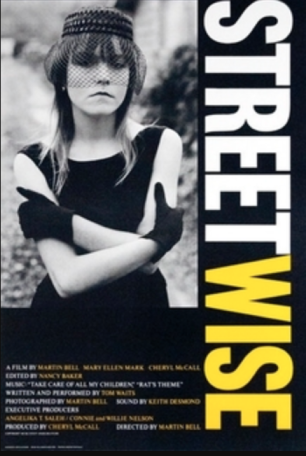 STREETWISE
A FILM BY MARTIN BELL MARY ELLEN MARK CHERYL McCALL
EDITED BY NANCY BAKER
MUSIC: "TAKE CARE OF ALL MY CHILDREN," "RAT'S THEME"
WRITTEN AND PERFORMED BY TOM WAITS
PHOTOGRAPHED BY MARTIN BELL SOUND BY KEITH DESMOND
EXECUTIVE PRODUCERS
ANGELIKA T. SALEH / CONNIE and WILLIE NELSON
PRODUCED BY CHERYL McCALL DIRECTED BY MARTIN BELL